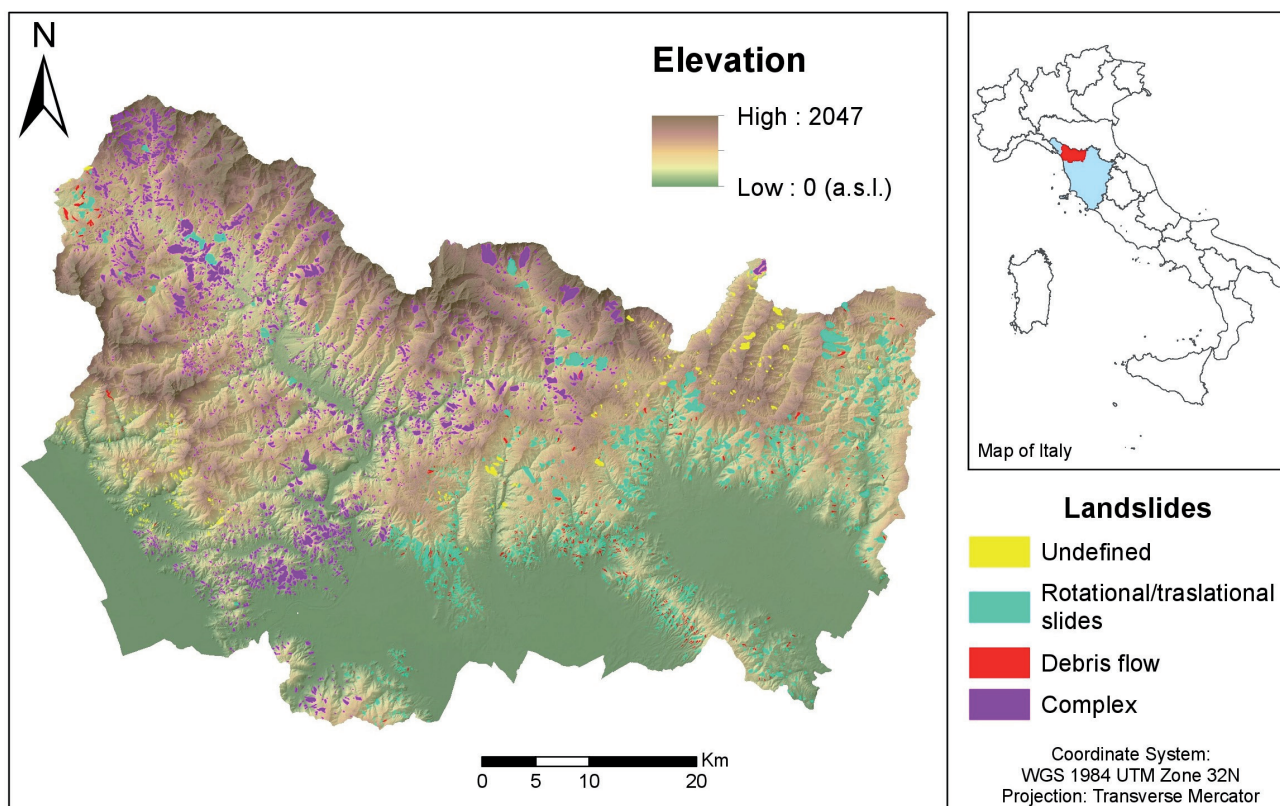 N
Elevation
High : 2047
Low : 0 (a.s.l.)
Km
0 5 10 20
Map of Italy
Landslides
Undefined
Rotational/traslational
slides
Debris flow
Complex
Coordinate System:
WGS 1984 UTM Zone 32N
Projection: Transverse Mercator